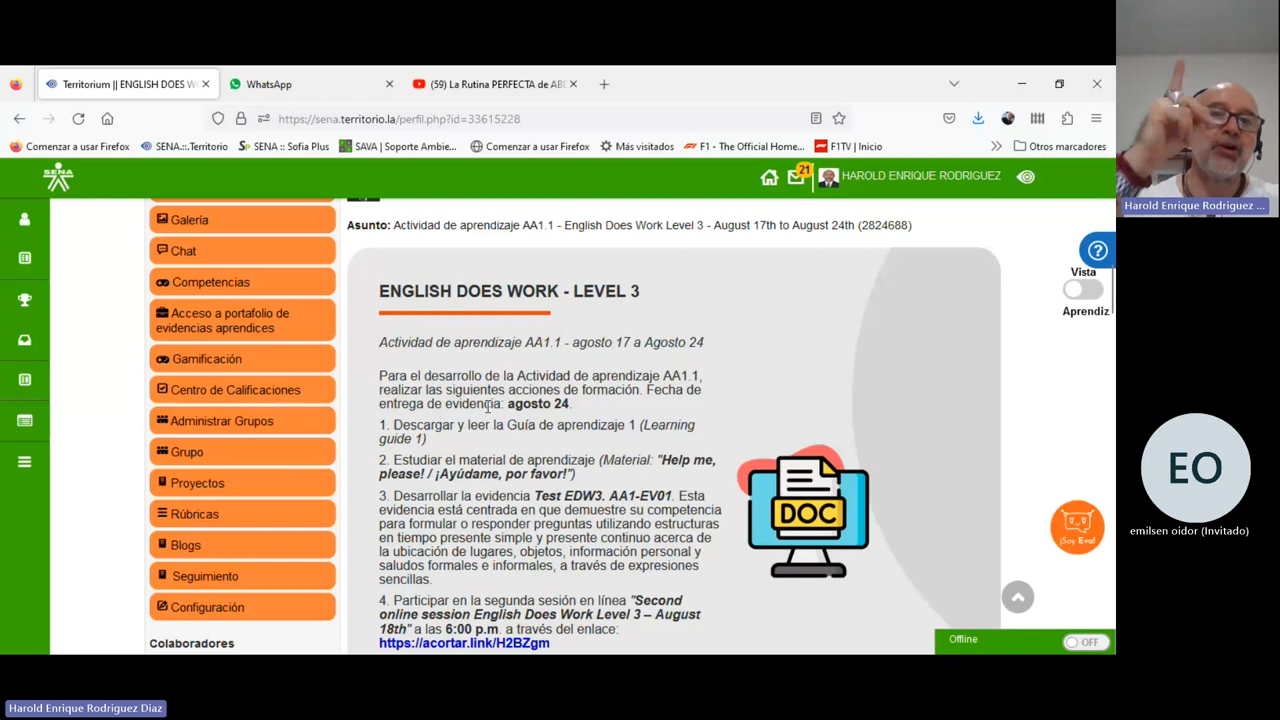 Territorium || ENGLISH DOES W
WhatsApp
(59) La Rutina PERFECTA de AB
https://sena.territorio.la/perfil.php?id=33615228
Comenzar a usar Firefox
SENA.::.Territorio
SENA :: Sofia Plus
SAVA | Soporte Ambie...
Comenzar a usar Firefox
Más visitados
F1 - The Official Home...
F1TV | Inicio
Otros marcadores
SENA
21
HAROLD ENRIQUE RODRIGUEZ
Harold Enrique Rodriguez ...
Galería
Chat
Competencias
Acceso a portafolio de
evidencias aprendices
Gamificación
Centro de Calificaciones
Administrar Grupos
Grupo
Proyectos
Rúbricas
Blogs
Seguimiento
Configuración
Colaboradores
Asunto: Actividad de aprendizaje AA1.1 - English Does Work Level 3 - August 17th to August 24th (2824688)
ENGLISH DOES WORK - LEVEL 3
Actividad de aprendizaje AA1.1 - agosto 17 a Agosto 24
Para el desarrollo de la Actividad de aprendizaje AA1.1,
realizar las siguientes acciones de formación. Fecha de
entrega de evidencia: agosto 24.
1. Descargar y leer la Guía de aprendizaje 1 (Learning
guide 1)
2. Estudiar el material de aprendizaje (Material: "Help me,
please! / ¡Ayúdame, por favor!")
3. Desarrollar la evidencia Test EDW3. AA1-EV01. Esta
evidencia está centrada en que demuestre su competencia
para formular o responder preguntas utilizando estructuras
en tiempo presente simple y presente continuo acerca de
la ubicación de lugares, objetos, información personal y
saludos formales e informales, a través de expresiones
sencillas.
4. Participar en la segunda sesión en línea "Second
online session English Does Work Level 3 – August
18th" a las 6:00 p.m. a través del enlace:
https://acortar.link/H2BZgm
DOC
Vista
Aprendiz
¡Soy Eva!
Offline
OFF
EO
emilsen oidor (Invitado)
Harold Enrique Rodriguez Diaz